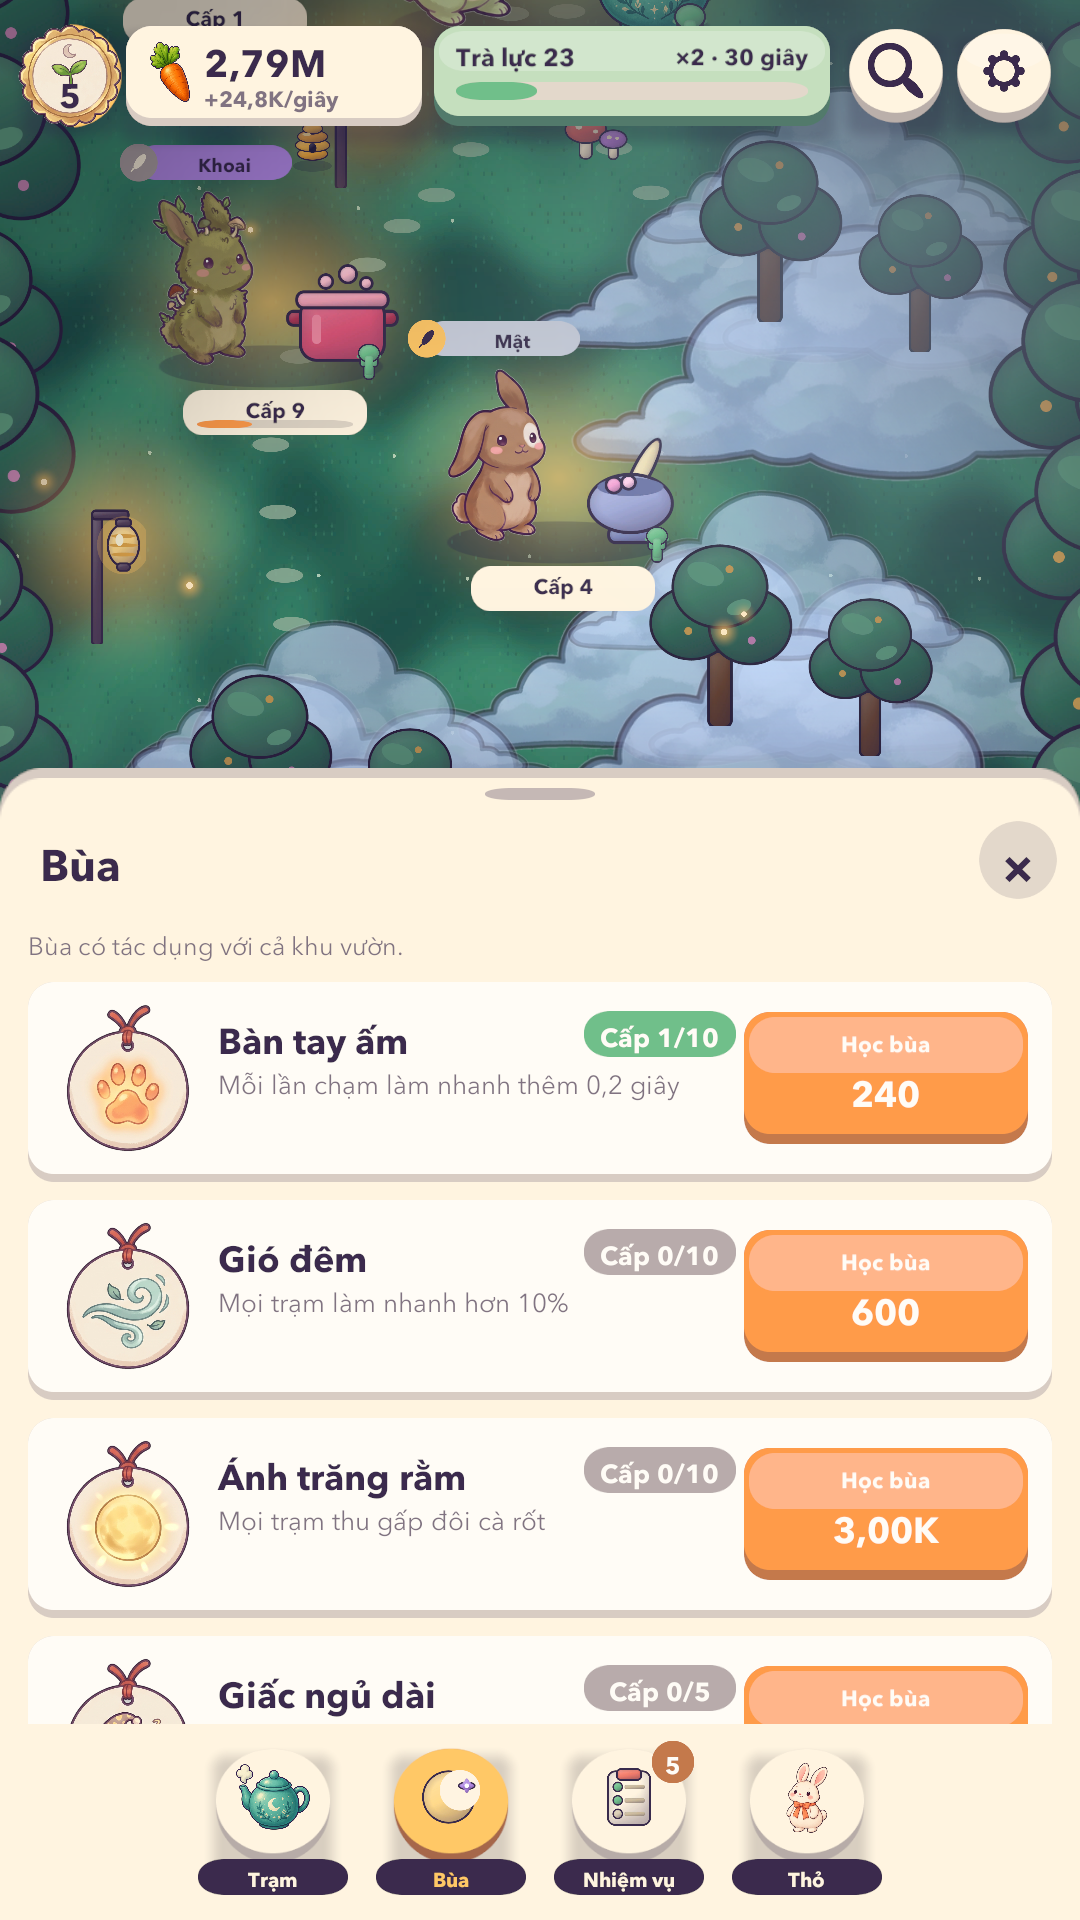 Cấp 1
5
2,79M
+24,8K/giây
Trà lực 23
×2 · 30 giây
Khoai
Cấp 9
Mật
Cấp 4
Bùa
Bùa có tác dụng với cả khu vườn.
Bàn tay ấm
Cấp 1/10
Mỗi lần chạm làm nhanh thêm 0,2 giây
Học bùa
240
Gió đêm
Cấp 0/10
Mọi trạm làm nhanh hơn 10%
Học bùa
600
Ánh trăng rằm
Cấp 0/10
Mọi trạm thu gấp đôi cà rốt
Học bùa
3,00K
Giấc ngủ dài
Cấp 0/5
Học bùa
5
Trạm
Bùa
Nhiệm vụ
Thỏ